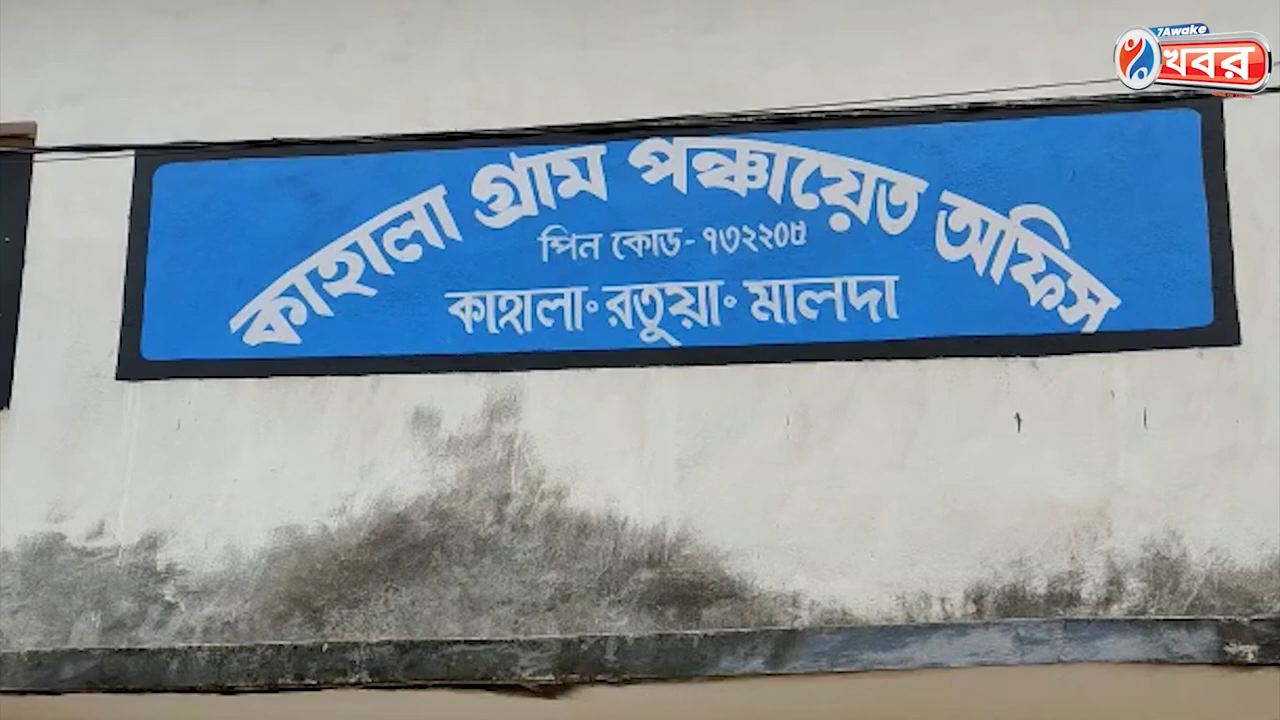 কাহালা গ্রাম পঞ্চায়েত অফিস
পিন কোড-৭৩২২০৫
কাহালা॰ রতুয়া॰ মালদা
7Awake
খবর